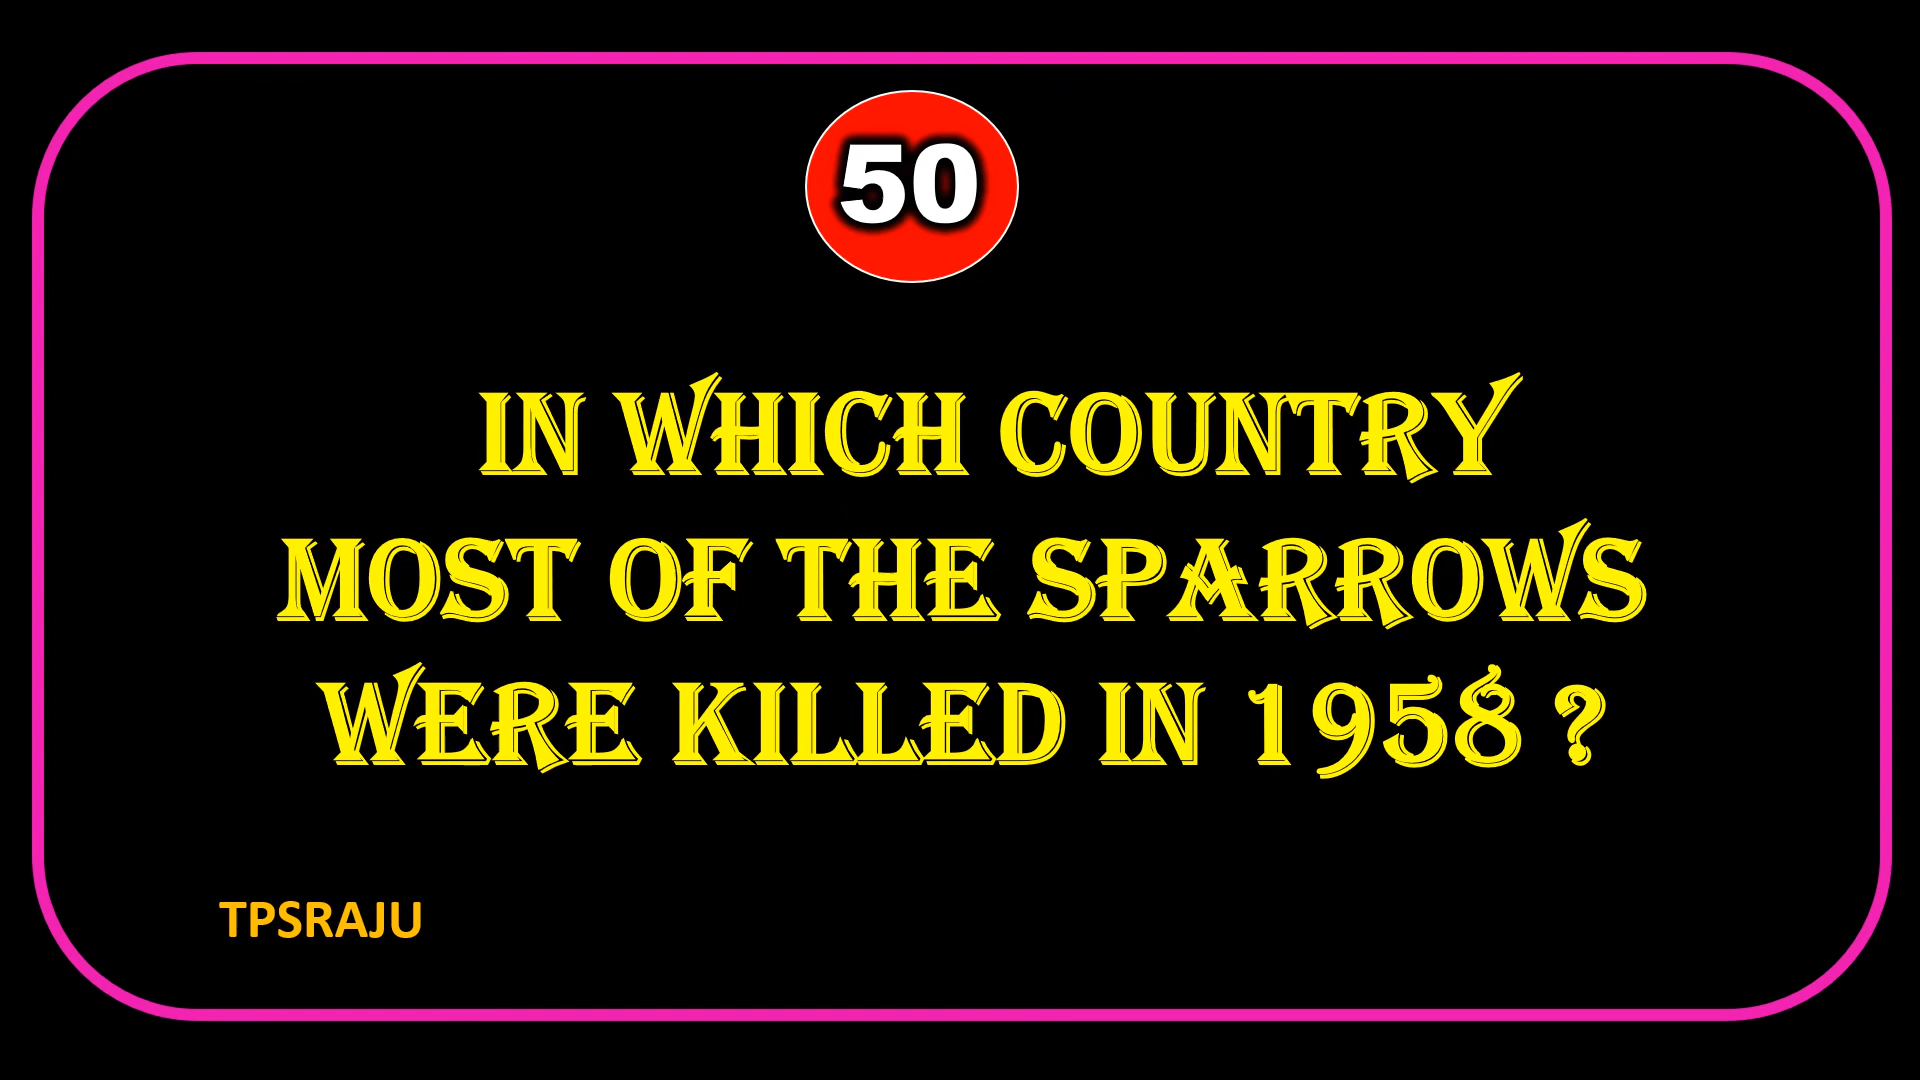 50
IN WHICH COUNTRY
MOST OF THE SPARROWS
WERE KILLED IN 1958 ?
TPSRAJU